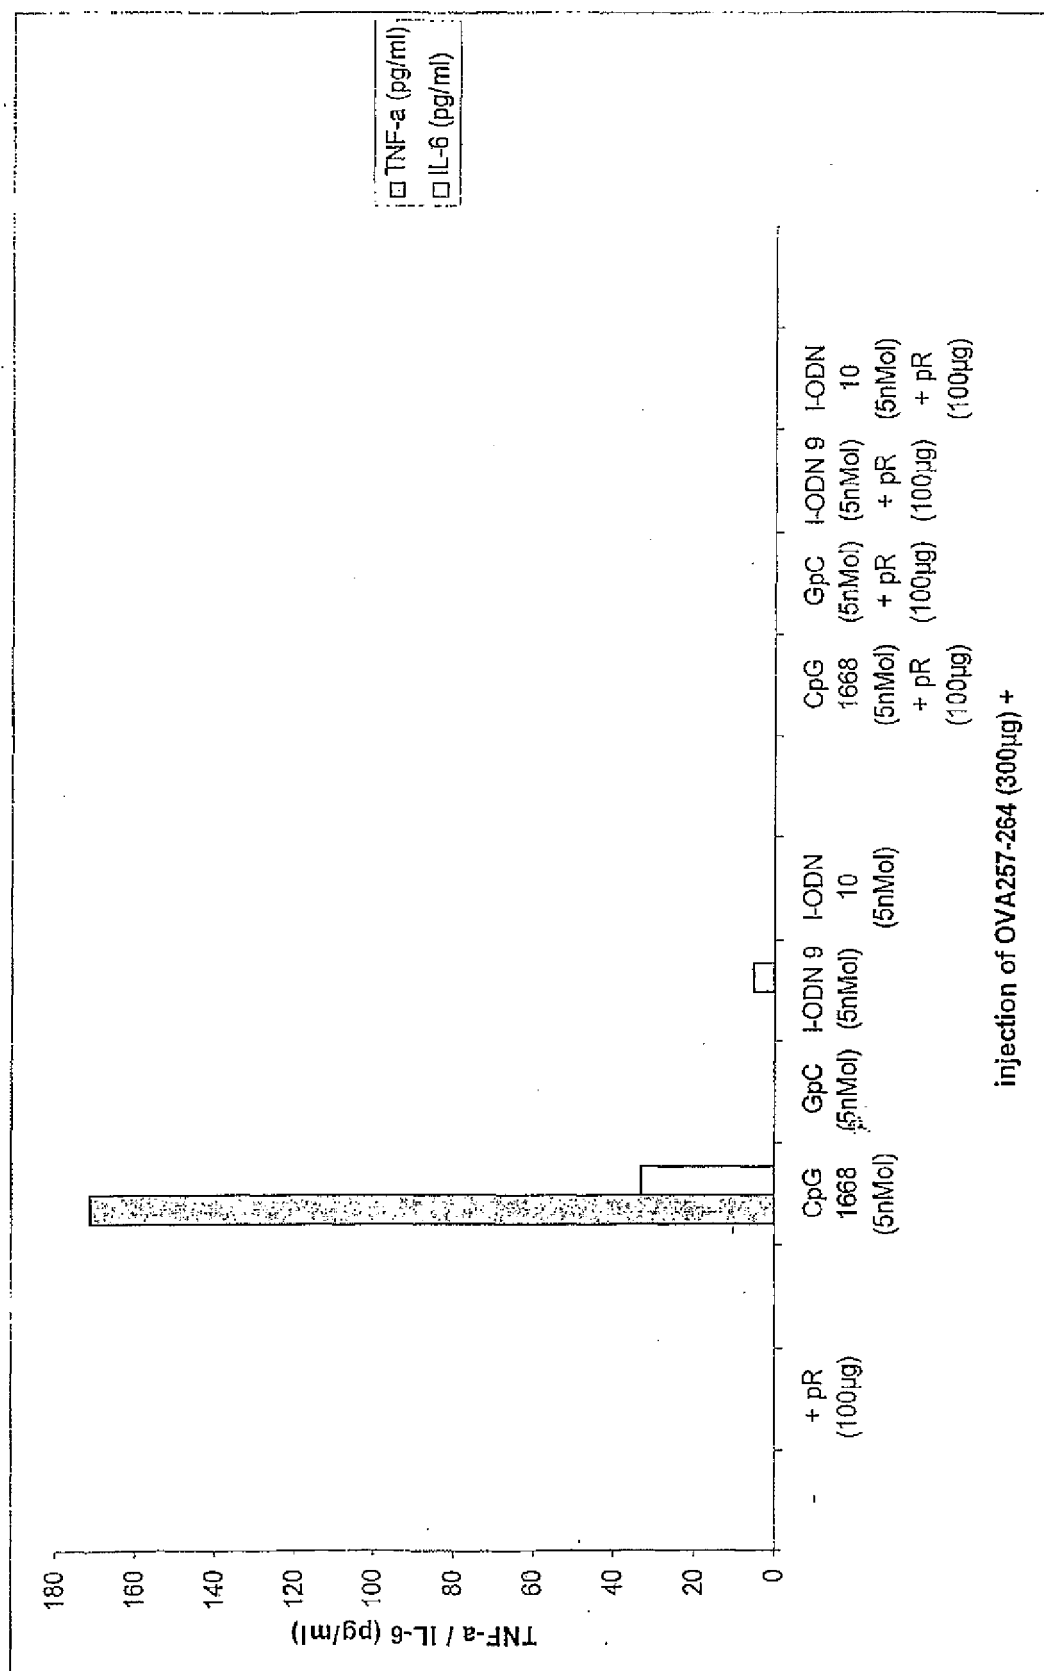 TNF-a (pg/ml)
IL-6 (pg/ml)
TNF-a / IL-6 (pg/ml)
180
160
140
120
100
80
60
40
20
0
-
+ pR
(100µg)
CpG
1668
(5nMol)
GpC
(5nMol)
I-ODN 9
(5nMol)
I-ODN
10
(5nMol)
CpG
1668
(5nMol)
+ pR
(100µg)
GpC
(5nMol)
+ pR
(100µg)
I-ODN 9
(5nMol)
+ pR
(100µg)
I-ODN
10
(5nMol)
+ pR
(100µg)
injection of OVA257-264 (300µg) +